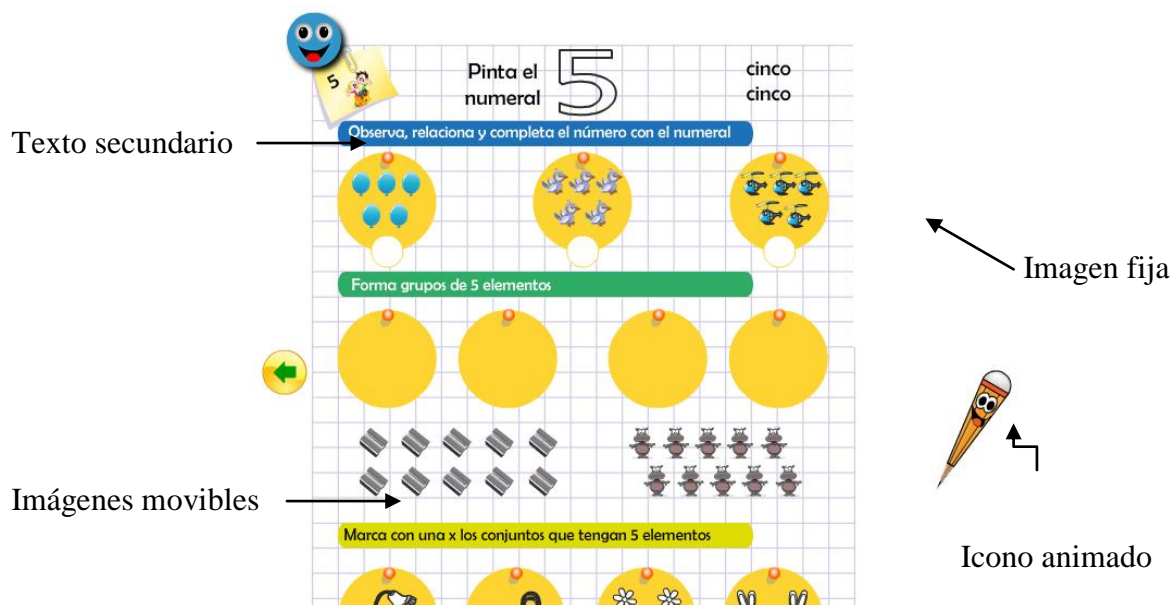 5
Pinta el
numeral
5
cinco
cinco
Texto secundario
Observa, relaciona y completa el número con el numeral
Imagen fija
Forma grupos de 5 elementos
Imágenes movibles
Marca con una x los conjuntos que tengan 5 elementos
Icono animado